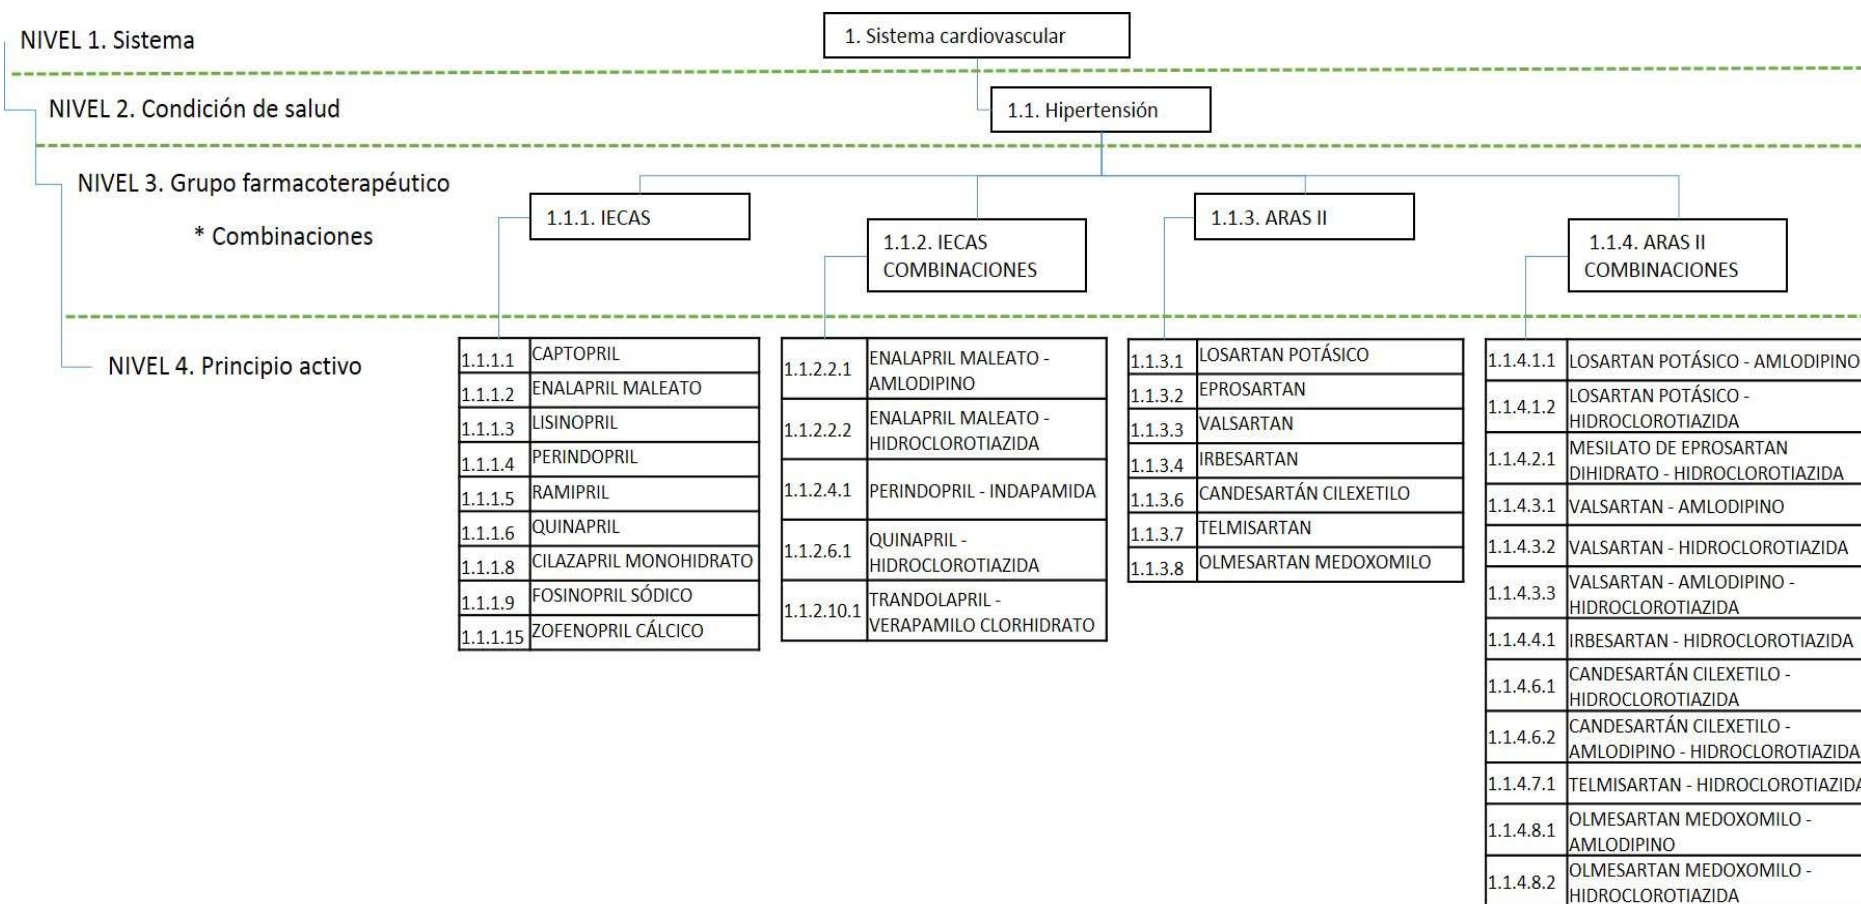 NIVEL 1. Sistema
1. Sistema cardiovascular
NIVEL 2. Condición de salud
1.1. Hipertensión
NIVEL 3. Grupo farmacoterapéutico
* Combinaciones
1.1.1. IECAS
1.1.2. IECAS
COMBINACIONES
1.1.3. ARAS II
1.1.4. ARAS II
COMBINACIONES
NIVEL 4. Principio activo
1.1.1.1 CAPTOPRIL
1.1.1.2 ENALAPRIL MALEATO
1.1.1.3 LISINOPRIL
1.1.1.4 PERINDOPRIL
1.1.1.5 RAMIPRIL
1.1.1.6 QUINAPRIL
1.1.1.8 CILAZAPRIL MONOHIDRATO
1.1.1.9 FOSINOPRIL SÓDICO
1.1.1.15 ZOFENOPRIL CÁLCICO
1.1.2.2.1 ENALAPRIL MALEATO -
AMLODIPINO
1.1.2.2.2 ENALAPRIL MALEATO -
HIDROCLOROTIAZIDA
1.1.2.4.1 PERINDOPRIL - INDAPAMIDA
1.1.2.6.1 QUINAPRIL -
HIDROCLOROTIAZIDA
1.1.2.10.1 TRANDOLAPRIL -
VERAPAMILO CLORHIDRATO
1.1.3.1 LOSARTAN POTÁSICO
1.1.3.2 EPROSARTAN
1.1.3.3 VALSARTAN
1.1.3.4 IRBESARTAN
1.1.3.6 CANDESARTÁN CILEXETILO
1.1.3.7 TELMISARTAN
1.1.3.8 OLMESARTAN MEDOXOMILO
1.1.4.1.1 LOSARTAN POTÁSICO - AMLODIPINO
1.1.4.1.2 LOSARTAN POTÁSICO -
HIDROCLOROTIAZIDA
1.1.4.2.1 MESILATO DE EPROSARTAN
DIHIDRATO - HIDROCLOROTIAZIDA
1.1.4.3.1 VALSARTAN - AMLODIPINO
1.1.4.3.2 VALSARTAN - HIDROCLOROTIAZIDA
1.1.4.3.3 VALSARTAN - AMLODIPINO -
HIDROCLOROTIAZIDA
1.1.4.4.1 IRBESARTAN - HIDROCLOROTIAZIDA
1.1.4.6.1 CANDESARTÁN CILEXETILO -
HIDROCLOROTIAZIDA
1.1.4.6.2 CANDESARTÁN CILEXETILO -
AMLODIPINO - HIDROCLOROTIAZIDA
1.1.4.7.1 TELMISARTAN - HIDROCLOROTIAZIDA
1.1.4.8.1 OLMESARTAN MEDOXOMILO -
AMLODIPINO
1.1.4.8.2 OLMESARTAN MEDOXOMILO -
HIDROCLOROTIAZIDA